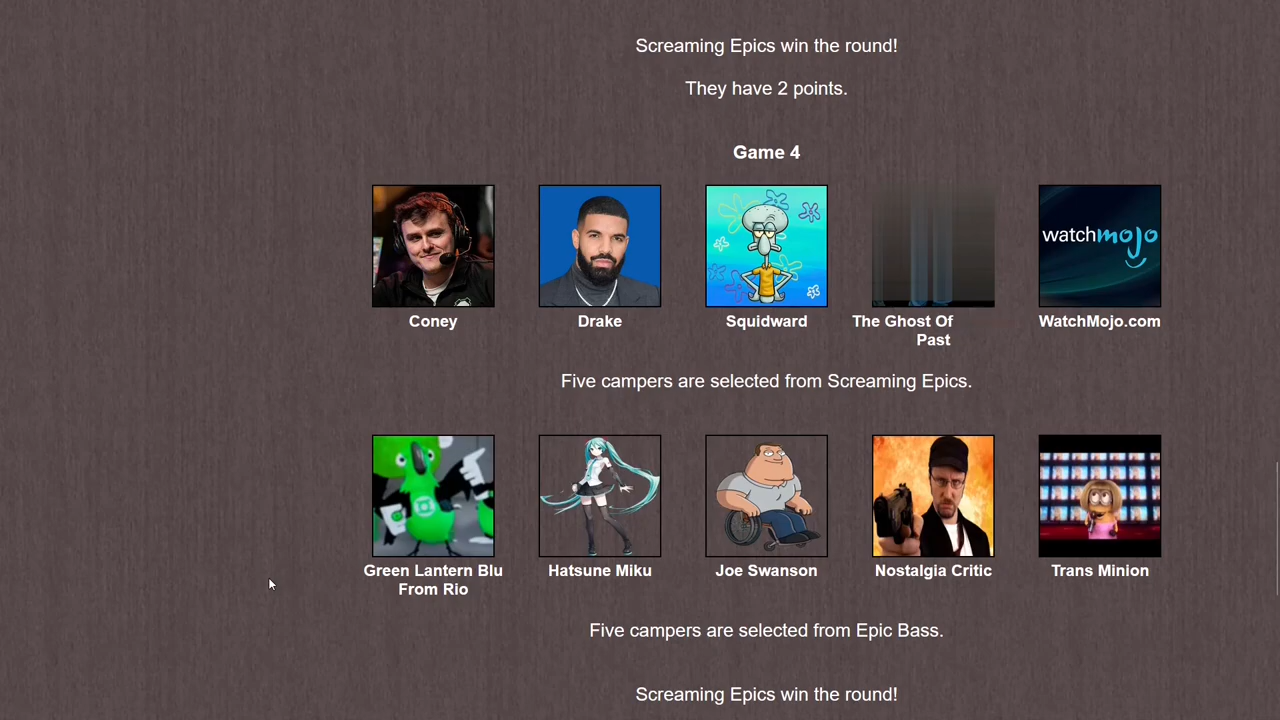 Screaming Epics win the round!
They have 2 points.
Game 4
watchmojo
Coney
Drake
Squidward
The Ghost Of
Past
WatchMojo.com
Five campers are selected from Screaming Epics.
Green Lantern Blu
From Rio
Hatsune Miku
Joe Swanson
Nostalgia Critic
Trans Minion
Five campers are selected from Epic Bass.
Screaming Epics win the round!